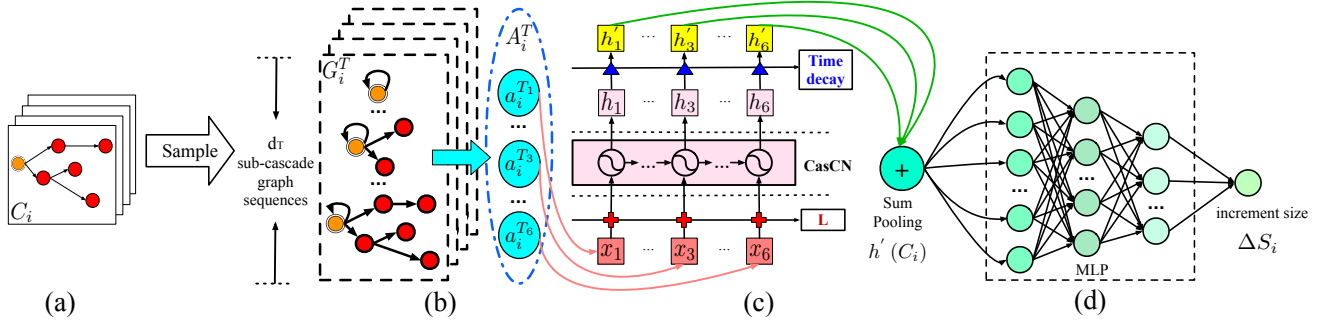 C_i
(a)
Sample
d_T
sub-cascade
graph
sequences
G_i^T
...
...
(b)
A_i^T
a_i^{T_1}
...
a_i^{T_3}
...
a_i^{T_6}
h'_1 ... h'_3 ... h'_6
Time
decay
h_1 ... h_3 ... h_6
... ...
CasCN
L
x_1 ... x_3 ... x_6
(c)
+
Sum
Pooling
h' (C_i)
...
...
...
MLP
(d)
increment size
ΔS_i